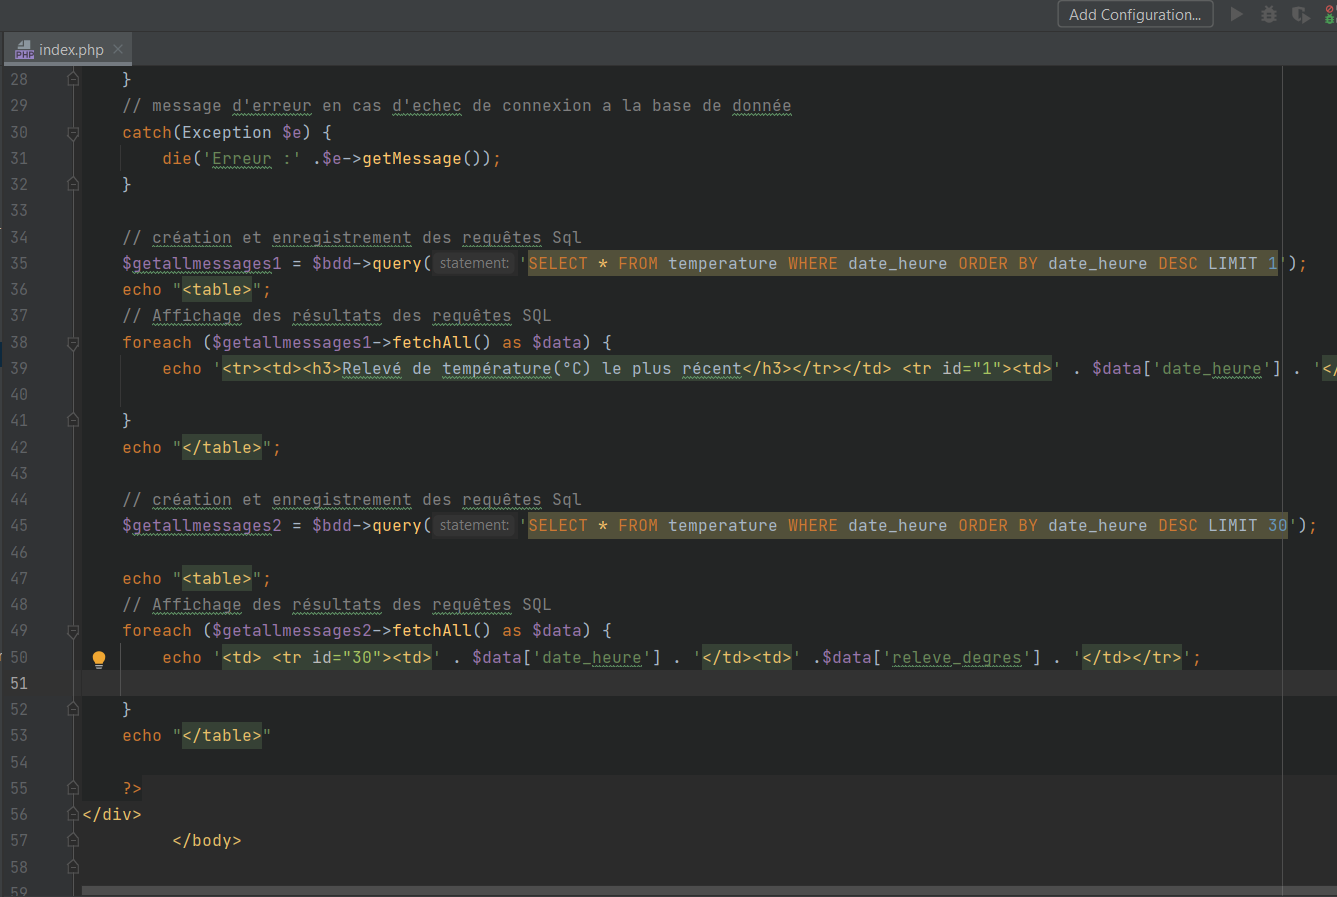 Add Configuration...
index.php
28 }
29 // message d'erreur en cas d'echec de connexion a la base de donnée
30 catch(Exception $e) {
31 die('Erreur :' .$e->getMessage());
32 }
33
34 // création et enregistrement des requêtes Sql
35 $getallmessages1 = $bdd->query( statement: 'SELECT * FROM temperature WHERE date_heure ORDER BY date_heure DESC LIMIT 1');
36 echo "<table>";
37 // Affichage des résultats des requêtes SQL
38 foreach ($getallmessages1->fetchAll() as $data) {
39 echo '<tr><td><h3>Relevé de température(°C) le plus récent</h3></tr></td> <tr id="1"><td>' . $data['date_heure'] . '</
40
41 }
42 echo "</table>";
43
44 // création et enregistrement des requêtes Sql
45 $getallmessages2 = $bdd->query( statement: 'SELECT * FROM temperature WHERE date_heure ORDER BY date_heure DESC LIMIT 30');
46
47 echo "<table>";
48 // Affichage des résultats des requêtes SQL
49 foreach ($getallmessages2->fetchAll() as $data) {
50 echo '<td> <tr id="30"><td>' . $data['date_heure'] . '</td><td>' .$data['releve_degres'] . '</td></tr>';
51
52 }
53 echo "</table>"
54
55 ?>
56 </div>
57 </body>
58
59